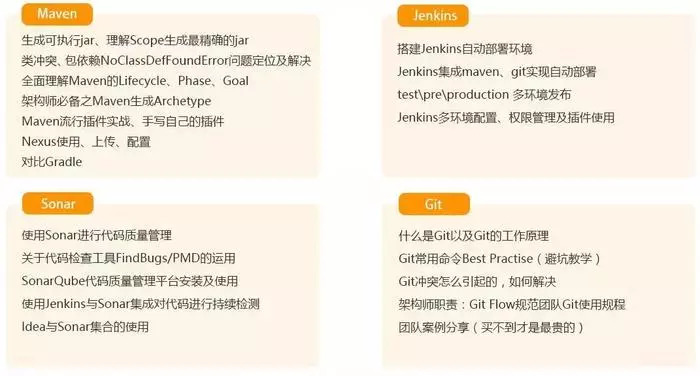 Maven
生成可执行jar、理解Scope生成最精确的jar
类冲突、包依赖NoClassDefFoundError问题定位及解决
全面理解Maven的Lifecycle、Phase、Goal
架构师必备之Maven生成Archetype
Maven流行插件实战、手写自己的插件
Nexus使用、上传、配置
对比Gradle
Jenkins
搭建Jenkins自动部署环境
Jenkins集成maven、git实现自动部署
test\pre\production 多环境发布
Jenkins多环境配置、权限管理及插件使用
Sonar
使用Sonar进行代码质量管理
关于代码检查工具FindBugs/PMD的运用
SonarQube代码质量管理平台安装及使用
使用Jenkins与Sonar集成对代码进行持续检测
Idea与Sonar集合的使用
Git
什么是Git以及Git的工作原理
Git常用命令Best Practise（避坑教学）
Git冲突怎么引起的，如何解决
架构师职责：Git Flow规范团队Git使用规程
团队案例分享（买不到才是最贵的）